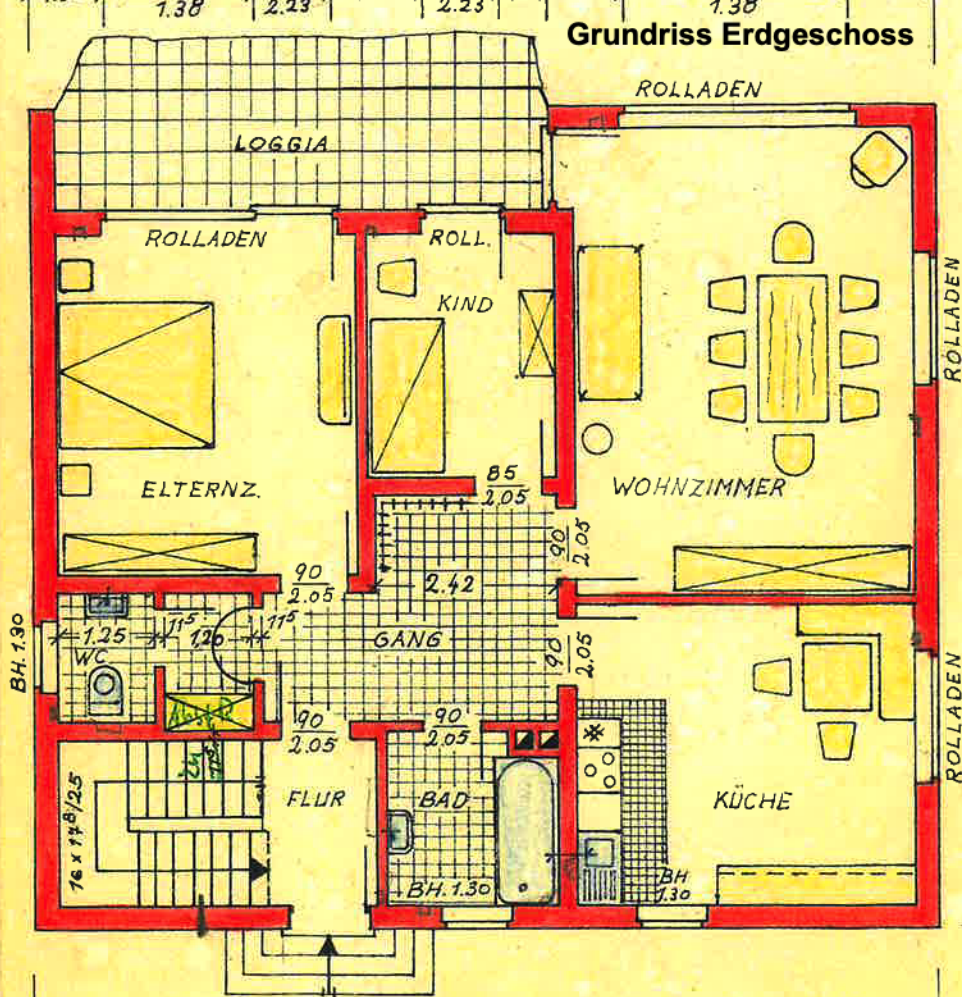 1.38
2.23
2.23
1.38
Grundriss Erdgeschoss
ROLLADEN
LOGGIA
ROLLADEN
ROLL.
KIND
ROLLADEN
ELTERNZ.
85
2.05
WOHNZIMMER
90
2.05
90
2.05
2.42
BH. 1.30
1.25
11⁵
1,20
11⁵
GANG
WC
90
2.05
ROLLADEN
90
2.05
90
2.05
16 x 17⁸/25
FLUR
BAD
KÜCHE
BH. 1.30
BH
1.30